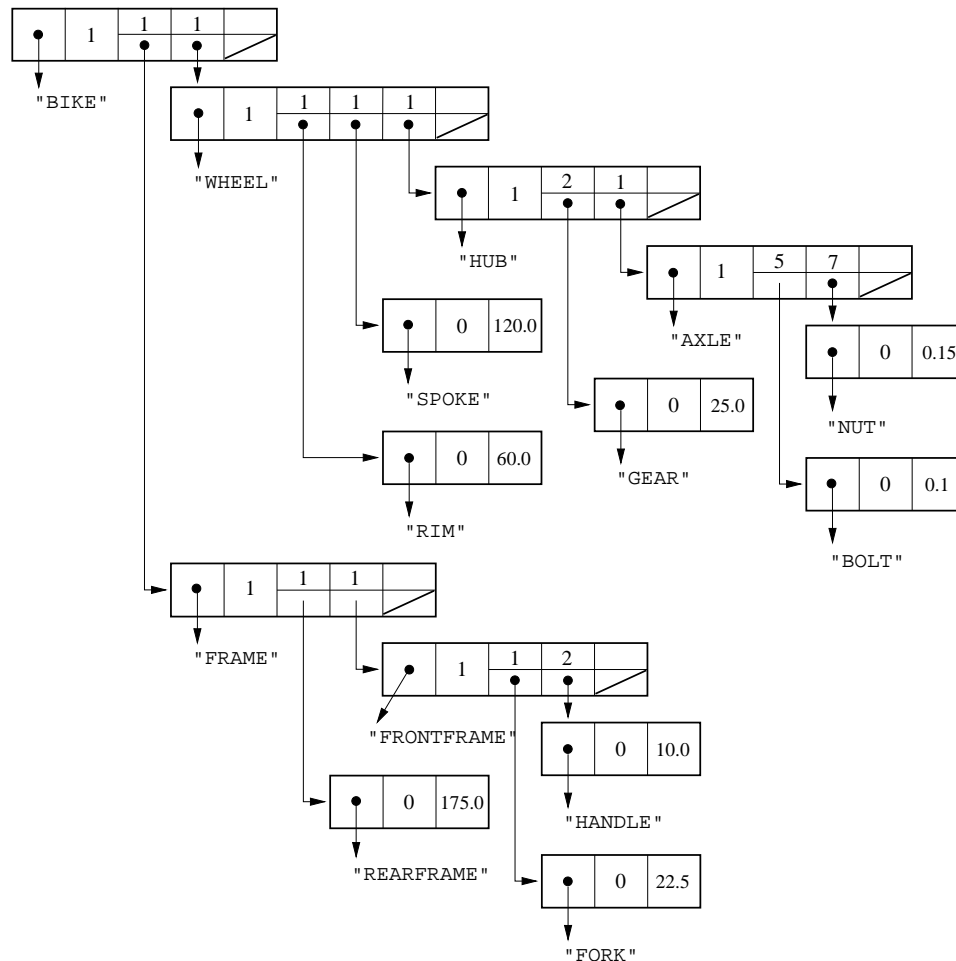 1 1 1
"BIKE"
1 1 1 1
"WHEEL"
1 2 1
"HUB"
1 5 7
"AXLE"
0 120.0
"SPOKE"
0 0.15
"NUT"
0 25.0
"GEAR"
0 60.0
"RIM"
0 0.1
"BOLT"
1 1 1
"FRAME"
1 1 2
"FRONTFRAME"
0 10.0
"HANDLE"
0 175.0
"REARFRAME"
0 22.5
"FORK"